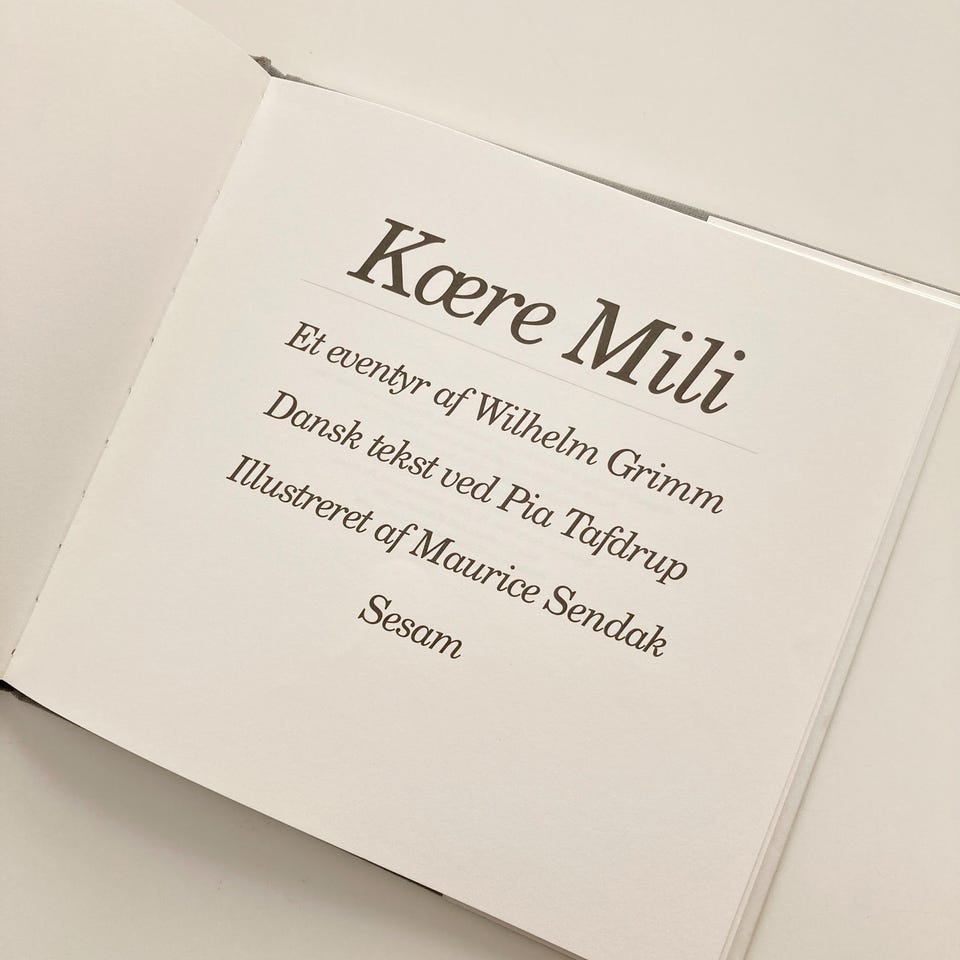 Kære Mili
Et eventyr af Wilhelm Grimm
Dansk tekst ved Pia Tafdrup
Illustreret af Maurice Sendak
Sesam